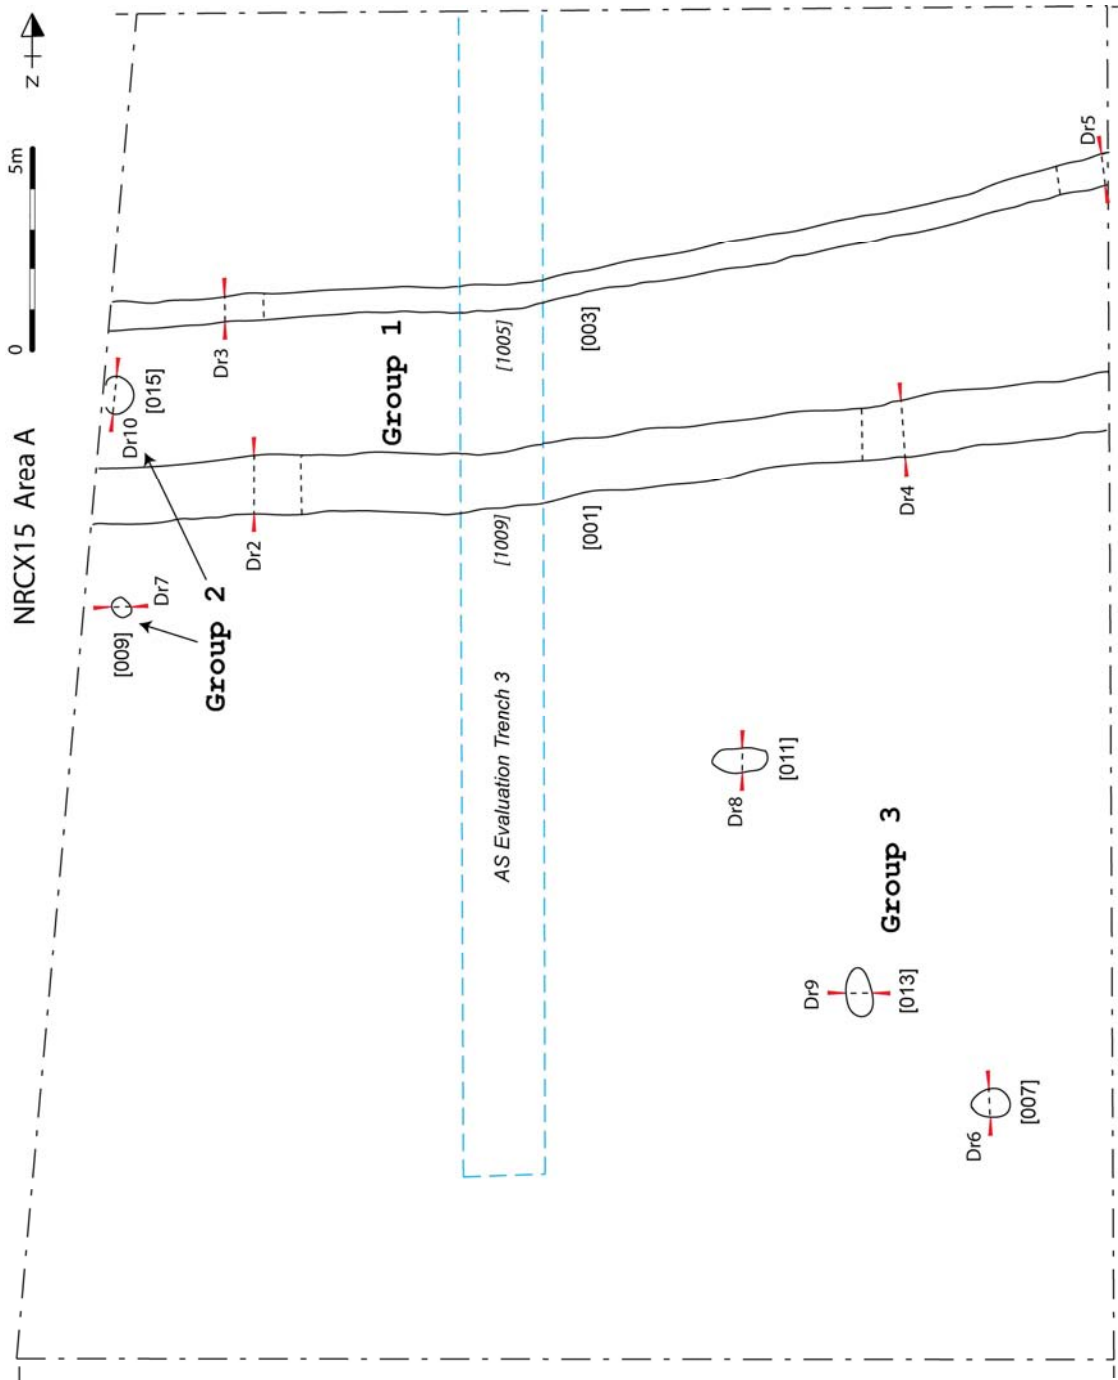 NRCX15 Area A
0
5m
N
Dr10
[015]
Dr3
Group 1
[1005]
[003]
Dr5
Dr2
[1009]
[001]
Dr4
[009]
Dr7
Group 2
AS Evaluation Trench 3
Dr8
[011]
Group 3
Dr9
[013]
Dr6
[007]